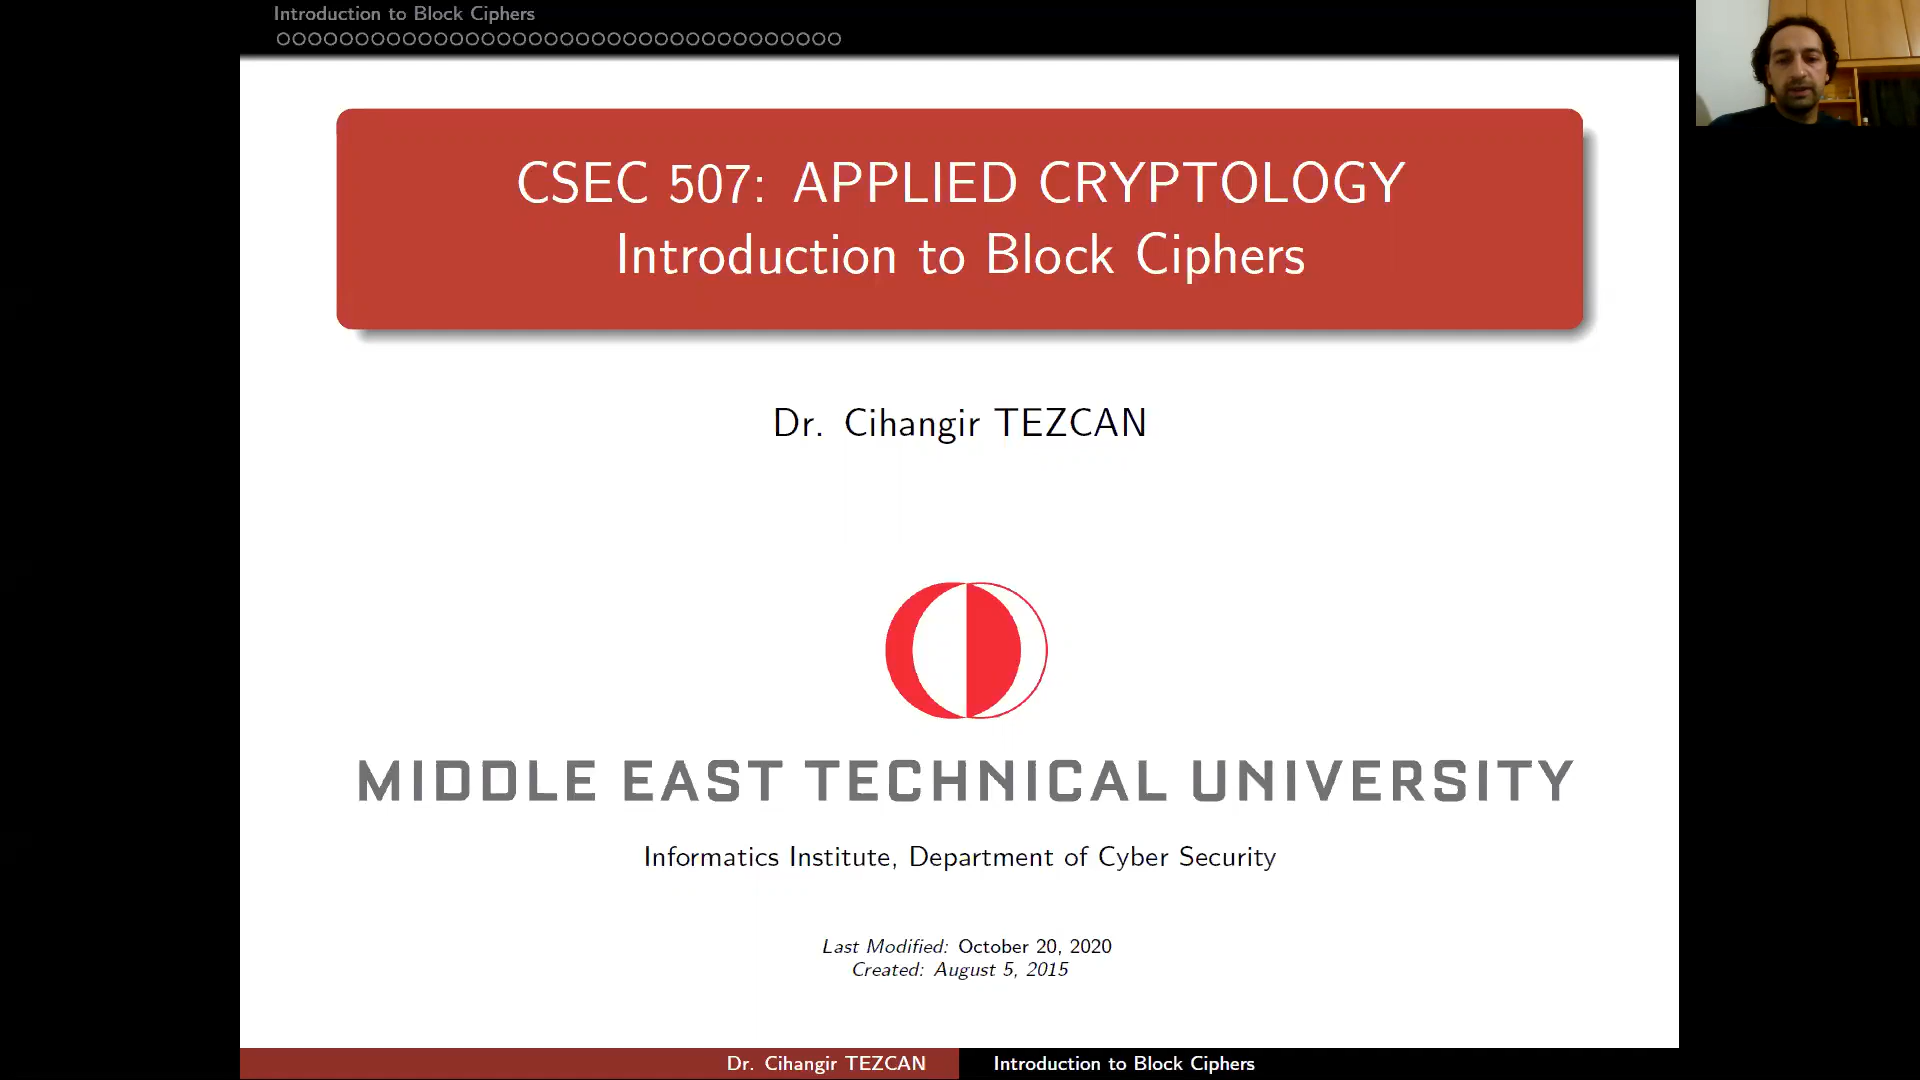 Introduction to Block Ciphers
CSEC 507: APPLIED CRYPTOLOGY
Introduction to Block Ciphers
Dr. Cihangir TEZCAN
MIDDLE EAST TECHNICAL UNIVERSITY
Informatics Institute, Department of Cyber Security
Last Modified: October 20, 2020
Created: August 5, 2015
Dr. Cihangir TEZCAN
Introduction to Block Ciphers